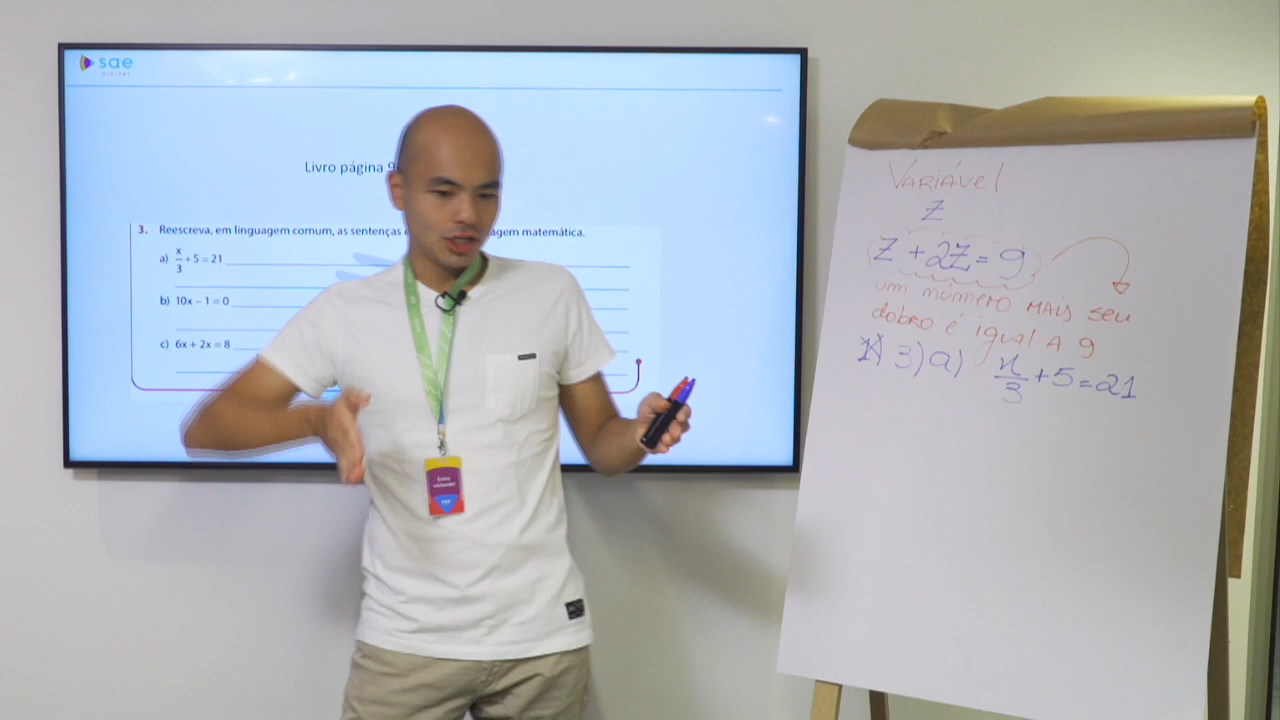 sae
DIGITAL
Livro página 9
3. Reescreva, em linguagem comum, as sentenças agem matemática.
a) x/3 + 5 = 21
b) 10x − 1 = 0
c) 6x + 2x = 8
VARIÁVEL
Z
Z + 2Z = 9
um número MAIS seu
dobro é igual A 9
3) a) x/3 + 5 = 21